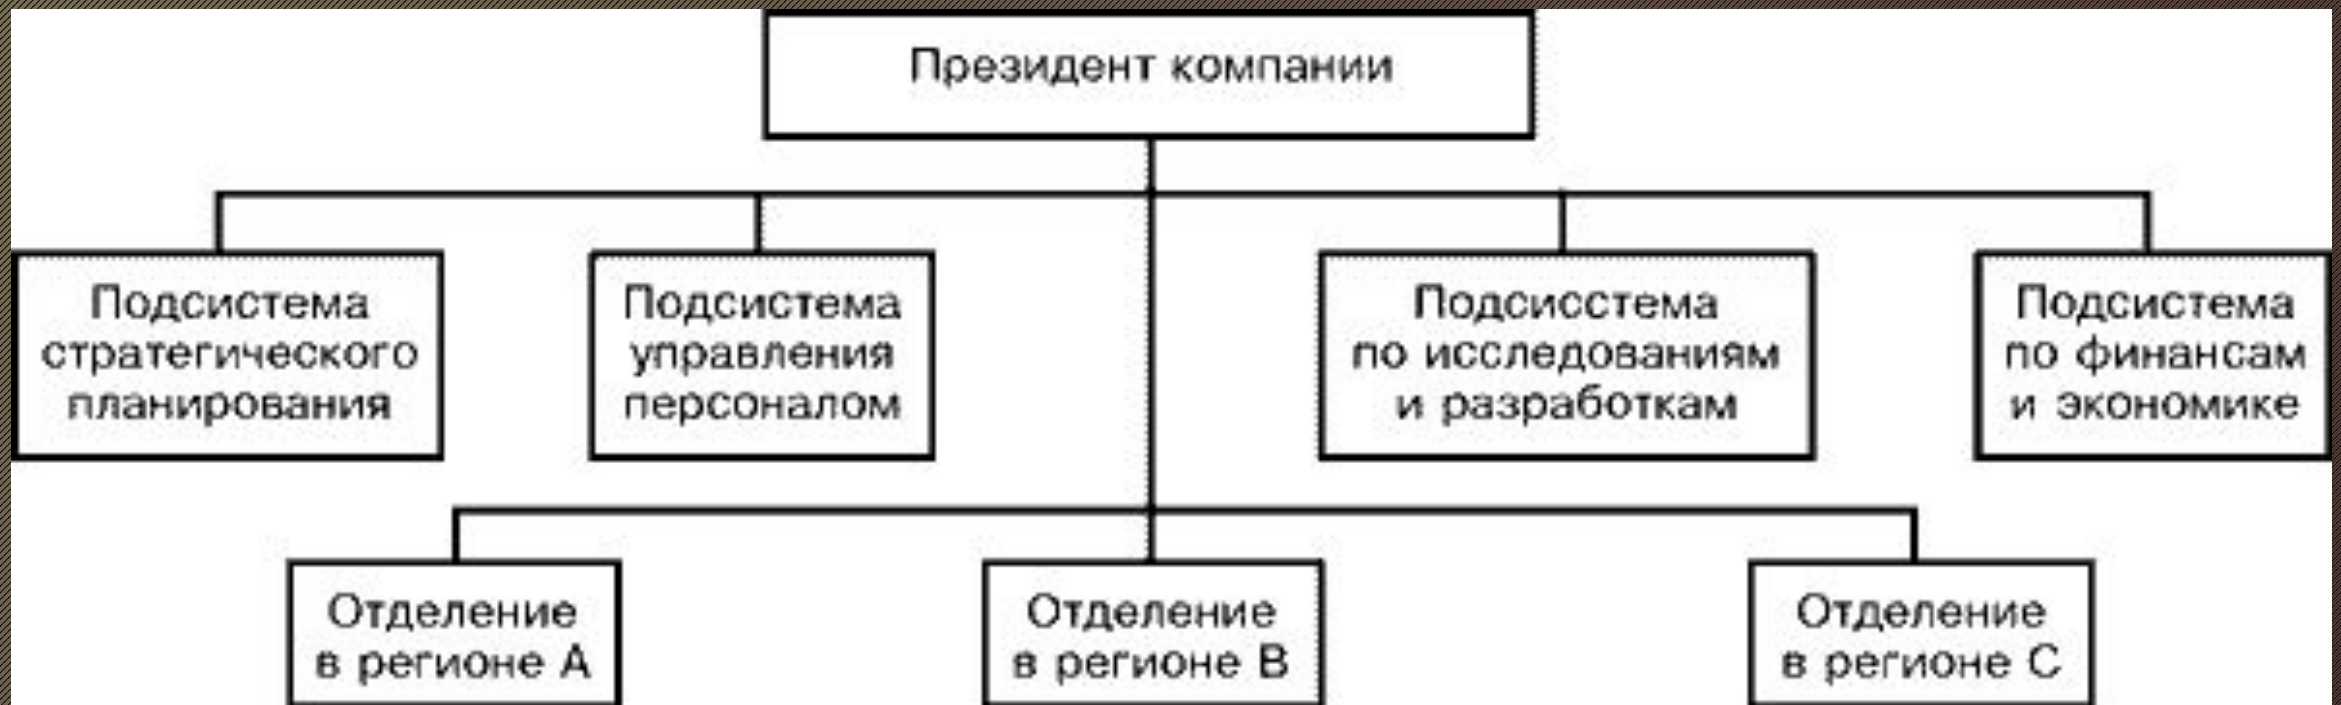 Президент компании
Подсистема
стратегического
планирования
Подсистема
управления
персоналом
Подсисстема
по исследованиям
и разработкам
Подсистема
по финансам
и экономике
Отделение
в регионе А
Отделение
в регионе В
Отделение
в регионе С